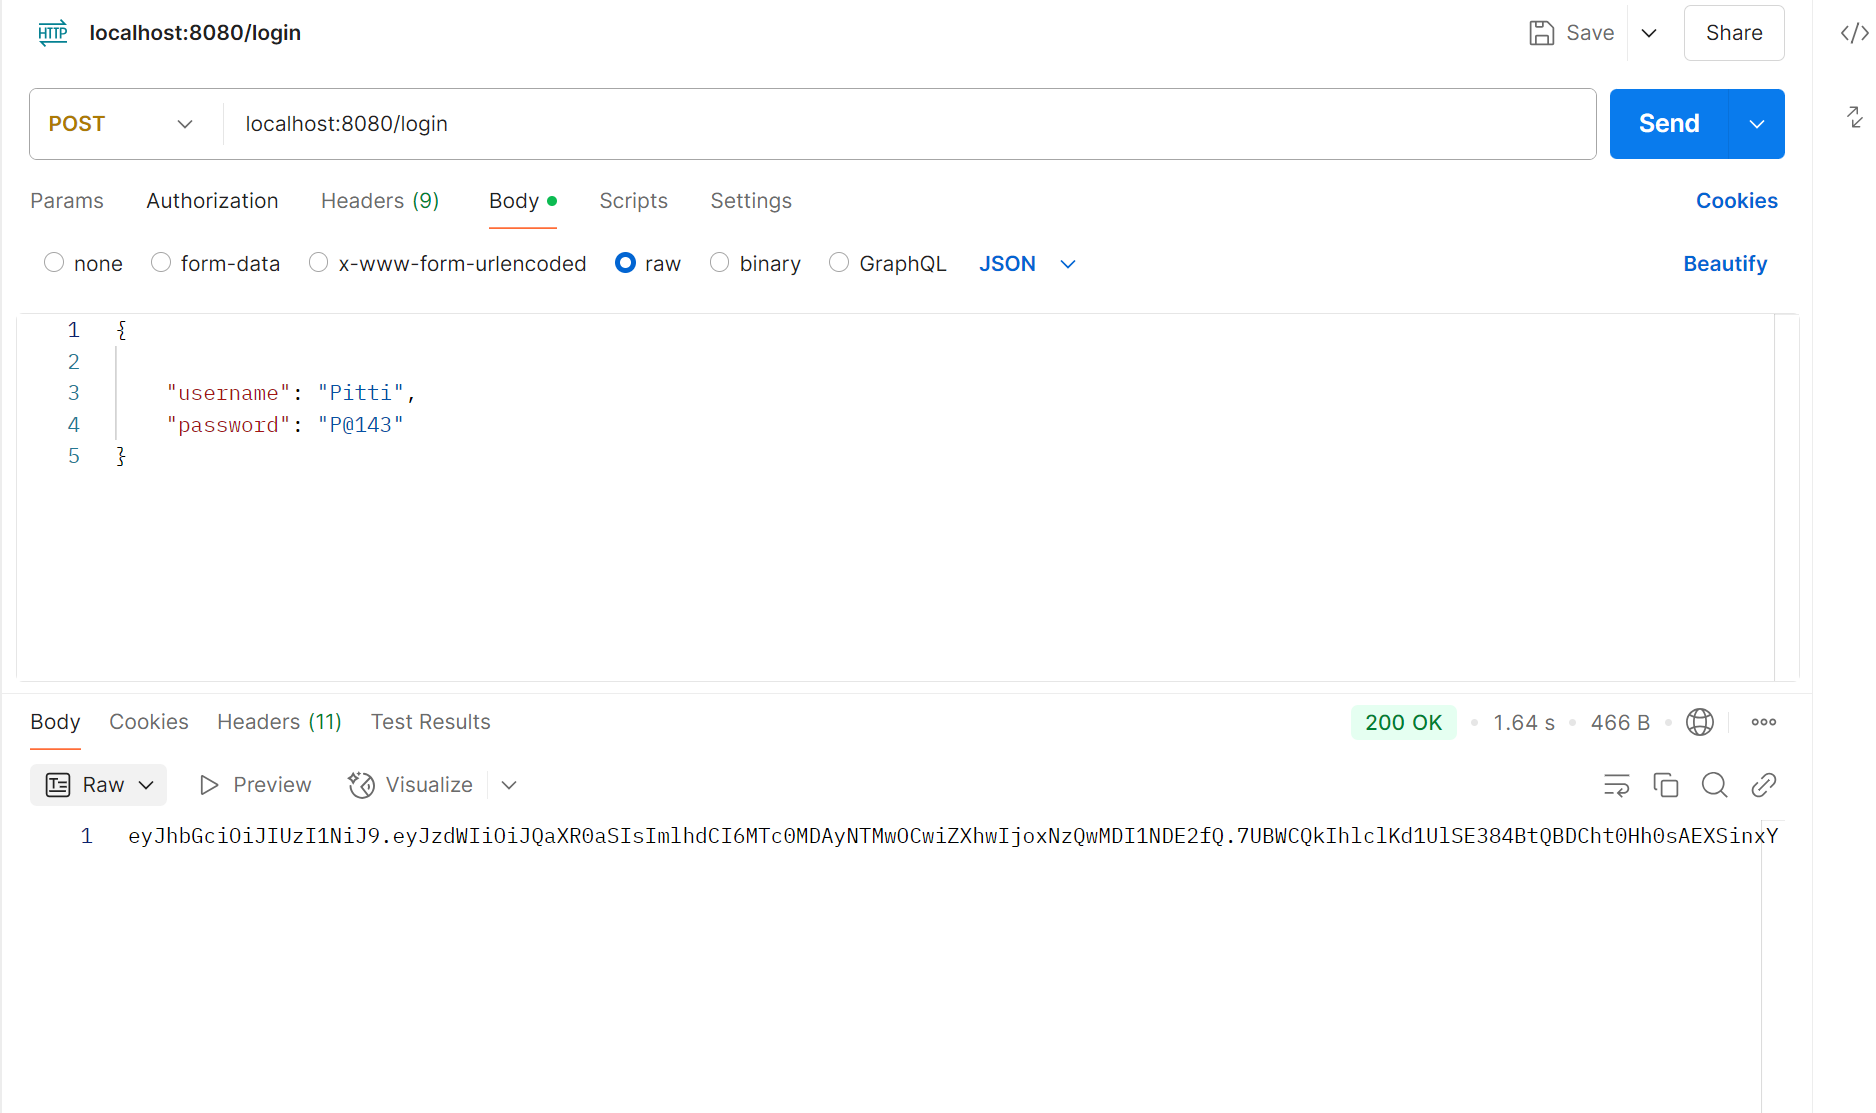 HTTP localhost:8080/login Save Share
POST localhost:8080/login Send
Params Authorization Headers (9) Body Scripts Settings Cookies
none form-data x-www-form-urlencoded raw binary GraphQL JSON Beautify
1 {
2
3 "username": "Pitti",
4 "password": "P@143"
5 }
Body Cookies Headers (11) Test Results 200 OK • 1.64 s • 466 B •
Raw Preview Visualize
1 eyJhbGciOiJIUzI1NiJ9.eyJzdWIiOiJQaXR0aSIsImlhdCI6MTc0MDAyNTMwOCwiZXhwIjoxNzQwMDI1NDE2fQ.7UBWCQkIhlclKd1UlSE384BtQBDCht0Hh0sAEXSinxY